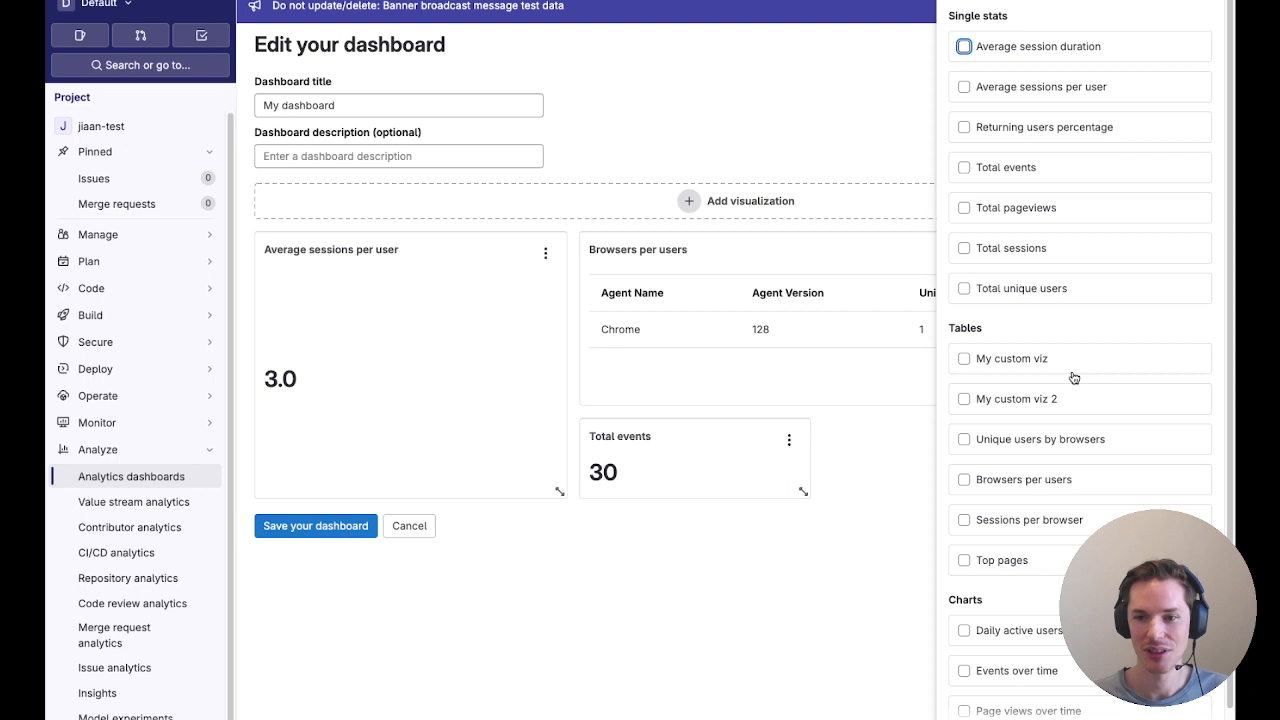 D Default
Search or go to...
Project
J jiaan-test
Pinned
Issues 0
Merge requests 0
Manage
Plan
Code
Build
Secure
Deploy
Operate
Monitor
Analyze
Analytics dashboards
Value stream analytics
Contributor analytics
CI/CD analytics
Repository analytics
Code review analytics
Merge request
analytics
Issue analytics
Insights
Model experiments
Do not update/delete: Banner broadcast message test data
Edit your dashboard
Dashboard title
My dashboard
Dashboard description (optional)
Enter a dashboard description
+ Add visualization
Average sessions per user
3.0
Browsers per users
Agent Name Agent Version Uni
Chrome 128 1
Total events
30
Save your dashboard Cancel
Single stats
Average session duration
Average sessions per user
Returning users percentage
Total events
Total pageviews
Total sessions
Total unique users
Tables
My custom viz
My custom viz 2
Unique users by browsers
Browsers per users
Sessions per browser
Top pages
Charts
Daily active users
Events over time
Page views over time